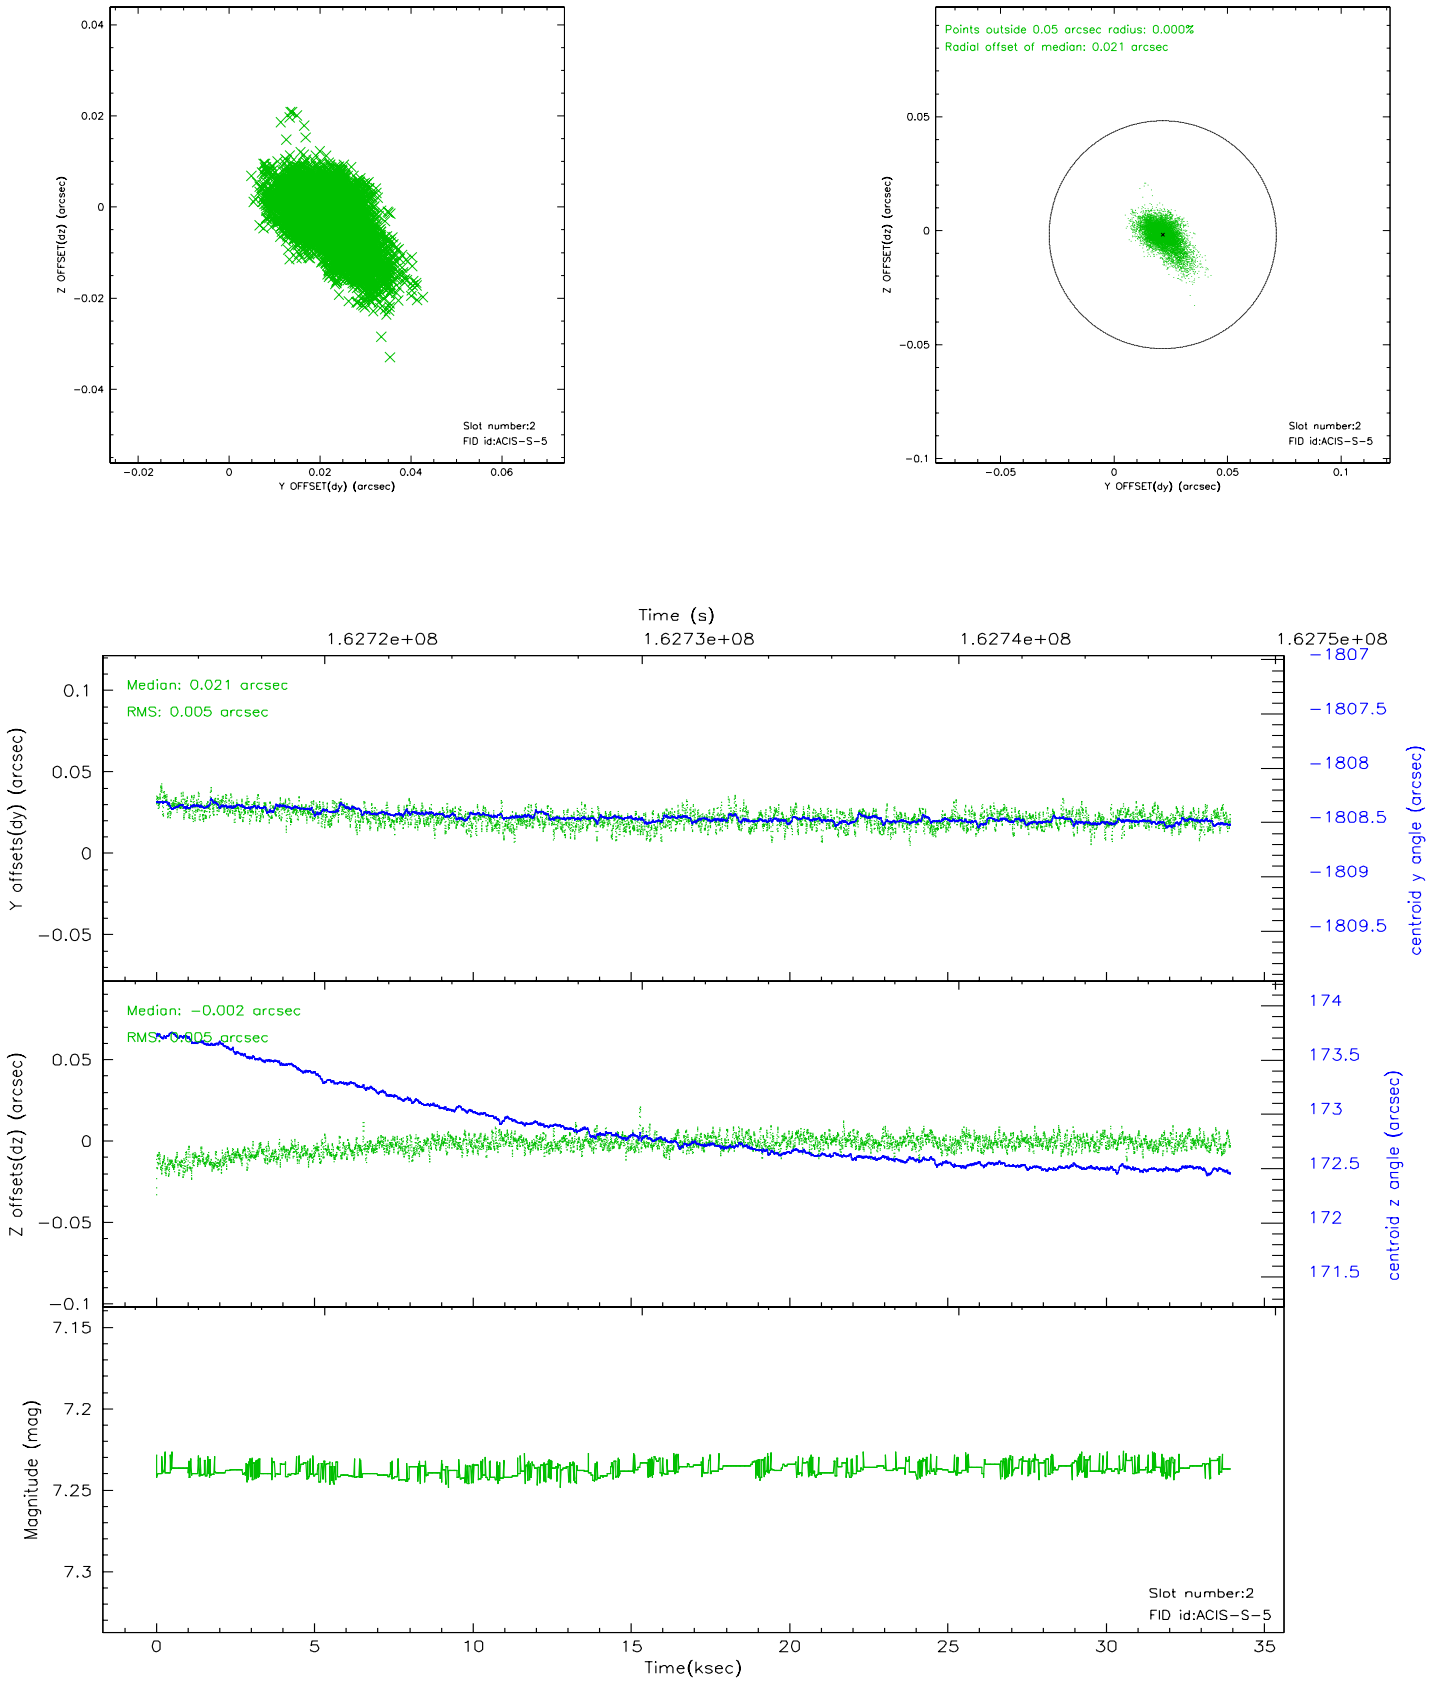 0.04
0.02
0
−0.02
−0.04
Z OFFSET(dz) (arcsec)
Slot number:2
FID id:ACIS−S−5
−0.02 0 0.02 0.04 0.06
Y OFFSET(dy) (arcsec)
Points outside 0.05 arcsec radius: 0.000%
Radial offset of median: 0.021 arcsec
0.05
0
−0.05
−0.1
Z OFFSET(dz) (arcsec)
Slot number:2
FID id:ACIS−S−5
−0.05 0 0.05 0.1
Y OFFSET(dy) (arcsec)
Time (s)
1.6272e+08 1.6273e+08 1.6274e+08 1.6275e+08
Median: 0.021 arcsec
RMS: 0.005 arcsec
0.1
0.05
0
−0.05
Y offsets(dy) (arcsec)
−1807
−1807.5
−1808
−1808.5
−1809
−1809.5
centroid y angle (arcsec)
Median: −0.002 arcsec
RMS: 0.005 arcsec
0.05
0
−0.05
−0.1
Z offsets(dz) (arcsec)
174
173.5
173
172.5
172
171.5
centroid z angle (arcsec)
7.15
7.2
7.25
7.3
Magnitude (mag)
Slot number:2
FID id:ACIS−S−5
0 5 10 15 20 25 30 35
Time(ksec)